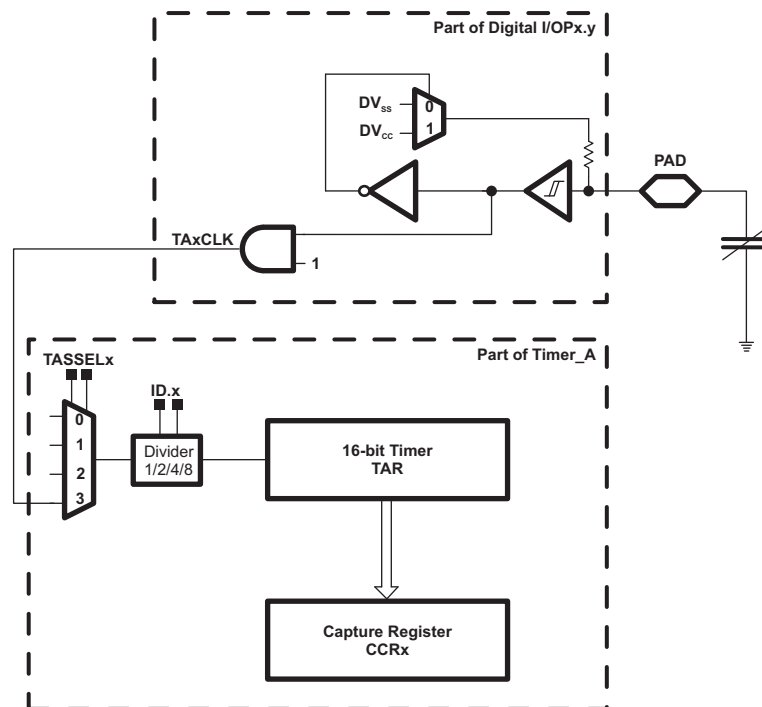 Part of Digital I/OPx.y
DVss
0
DVcc
1
PAD
TAxCLK
1
Part of Timer_A
TASSELx
ID.x
0
1
2
3
Divider
1/2/4/8
16-bit Timer
TAR
Capture Register
CCRx